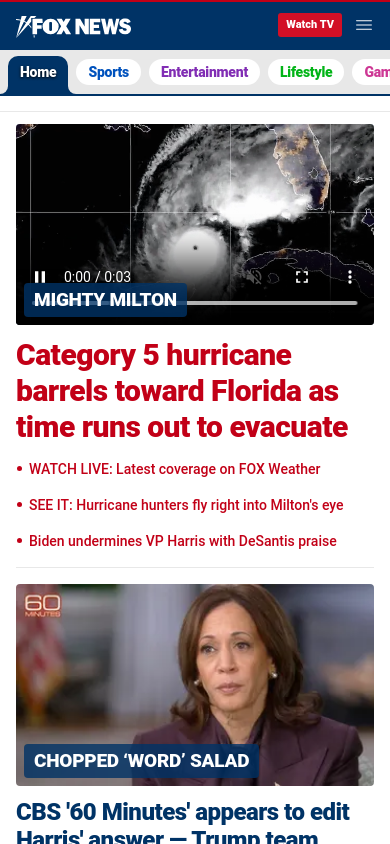 FOX NEWS
Watch TV
Home Sports Entertainment Lifestyle Gam
0:00 / 0:03
MIGHTY MILTON
Category 5 hurricane
barrels toward Florida as
time runs out to evacuate
• WATCH LIVE: Latest coverage on FOX Weather
• SEE IT: Hurricane hunters fly right into Milton's eye
• Biden undermines VP Harris with DeSantis praise
60
MINUTES
CHOPPED ‘WORD’ SALAD
CBS '60 Minutes' appears to edit
Harris' answer — Trump team